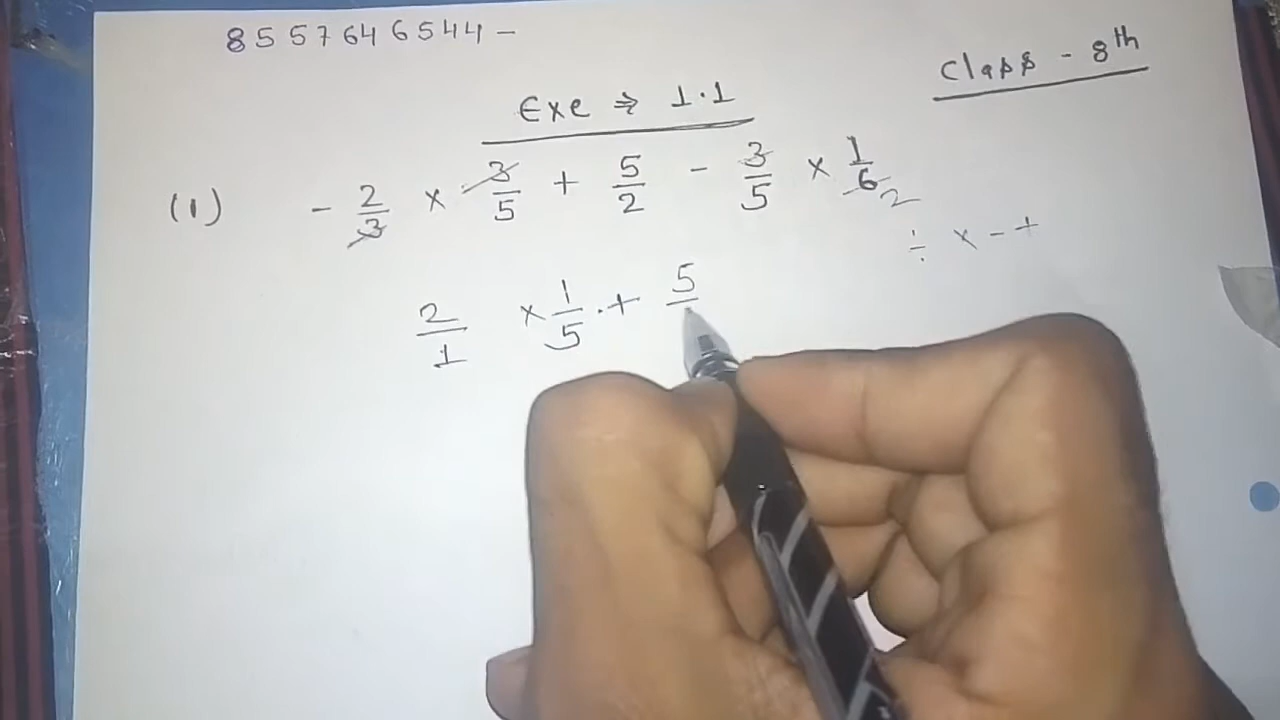 8557646544 -
Class - 8th
Exe ⇒ 1.1
(1) - 2/3 × 3/5 + 5/2 - 3/5 × 1/6 2
÷ × - +
2/1 × 1/5 . + 5/